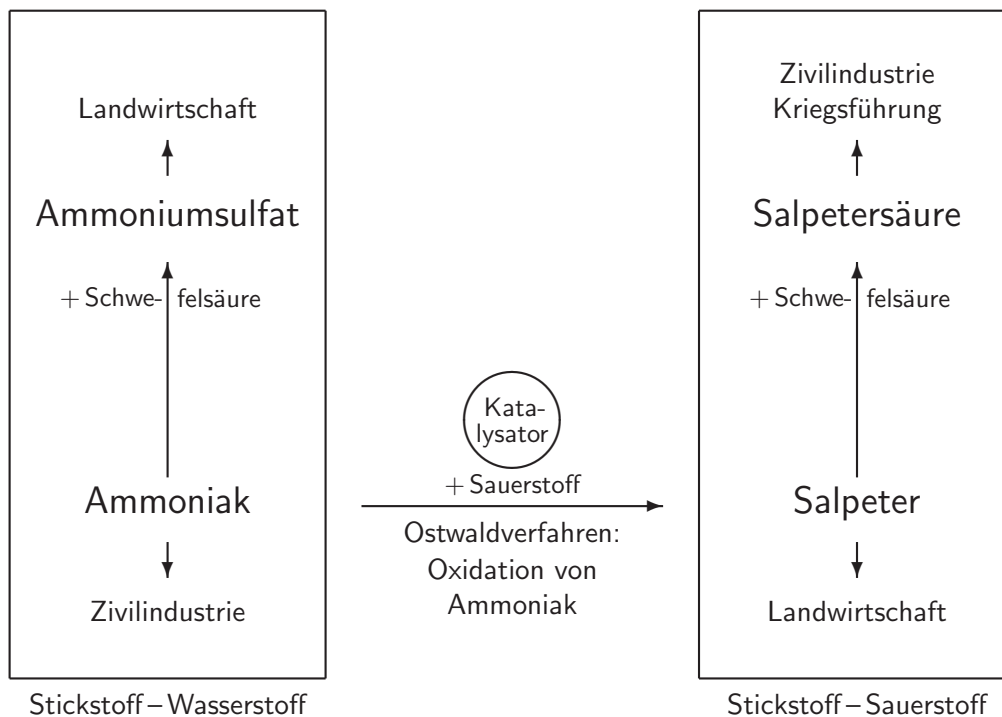 Landwirtschaft
Ammoniumsulfat
+ Schwe- felsäure
Ammoniak
Zivilindustrie
Stickstoff – Wasserstoff
Kata-
lysator
+ Sauerstoff
Ostwaldverfahren:
Oxidation von
Ammoniak
Zivilindustrie
Kriegsführung
Salpetersäure
+ Schwe- felsäure
Salpeter
Landwirtschaft
Stickstoff – Sauerstoff